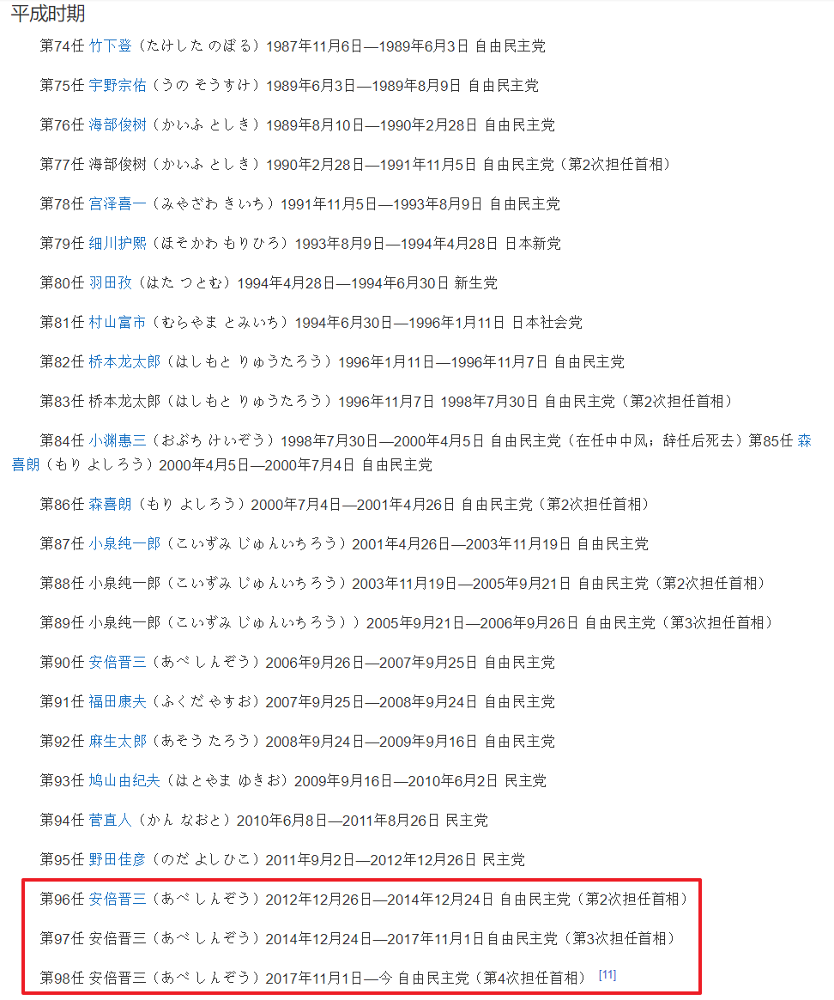 平成时期
第74任 竹下登（たけした のぼる）1987年11月6日—1989年6月3日 自由民主党
第75任 宇野宗佑（うの そうすけ）1989年6月3日—1989年8月9日 自由民主党
第76任 海部俊树（かいふ としき）1989年8月10日—1990年2月28日 自由民主党
第77任 海部俊树（かいふ としき）1990年2月28日—1991年11月5日 自由民主党（第2次担任首相）
第78任 宫泽喜一（みやざわ きいち）1991年11月5日—1993年8月9日 自由民主党
第79任 细川护熙（ほそかわ もりひろ）1993年8月9日—1994年4月28日 日本新党
第80任 羽田孜（はた つとむ）1994年4月28日—1994年6月30日 新生党
第81任 村山富市（むらやま とみいち）1994年6月30日—1996年1月11日 日本社会党
第82任 桥本龙太郎（はしもと りゅうたろう）1996年1月11日—1996年11月7日 自由民主党
第83任 桥本龙太郎（はしもと りゅうたろう）1996年11月7日 1998年7月30日 自由民主党（第2次担任首相）
第84任 小渊惠三（おぶち けいぞう）1998年7月30日—2000年4月5日 自由民主党（在任中中风；辞任后死去）第85任 森
喜朗（もり よしろう）2000年4月5日—2000年7月4日 自由民主党
第86任 森喜朗（もり よしろう）2000年7月4日—2001年4月26日 自由民主党（第2次担任首相）
第87任 小泉纯一郎（こいずみ じゅんいちろう）2001年4月26日—2003年11月19日 自由民主党
第88任 小泉纯一郎（こいずみ じゅんいちろう）2003年11月19日—2005年9月21日 自由民主党（第2次担任首相）
第89任 小泉纯一郎（こいずみ じゅんいちろう））2005年9月21日—2006年9月26日 自由民主党（第3次担任首相）
第90任 安倍晋三（あべ しんぞう）2006年9月26日—2007年9月25日 自由民主党
第91任 福田康夫（ふくだ やすお）2007年9月25日—2008年9月24日 自由民主党
第92任 麻生太郎（あそう たろう）2008年9月24日—2009年9月16日 自由民主党
第93任 鸠山由纪夫（はとやま ゆきお）2009年9月16日—2010年6月2日 民主党
第94任 菅直人（かん なおと）2010年6月8日—2011年8月26日 民主党
第95任 野田佳彦（のだ よしひこ）2011年9月2日—2012年12月26日 民主党
第96任 安倍晋三（あべ しんぞう）2012年12月26日—2014年12月24日 自由民主党（第2次担任首相）
第97任 安倍晋三（あべ しんぞう）2014年12月24日—2017年11月1日自由民主党（第3次担任首相）
第98任 安倍晋三（あべ しんぞう）2017年11月1日—今 自由民主党（第4次担任首相） [11]